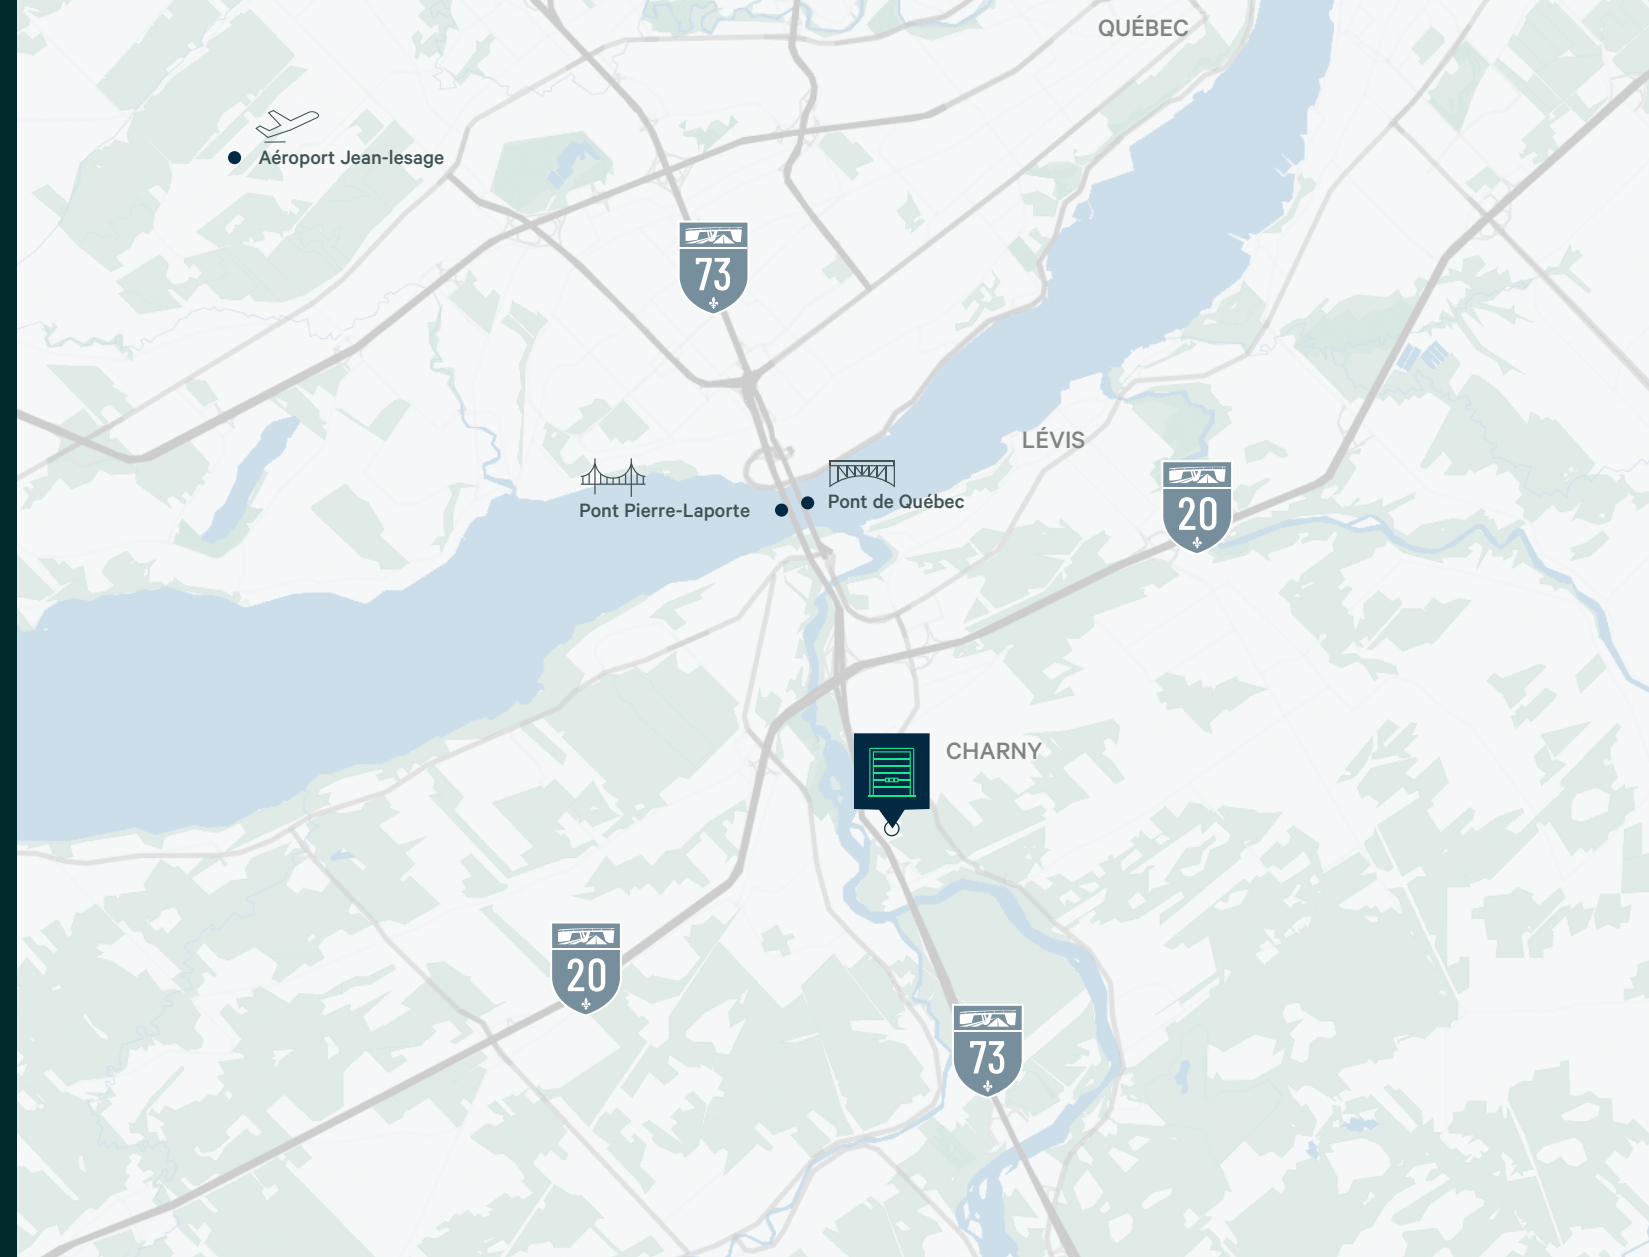 QUÉBEC
Aéroport Jean-lesage
73
LÉVIS
Pont de Québec
Pont Pierre-Laporte
20
CHARNY
20
73